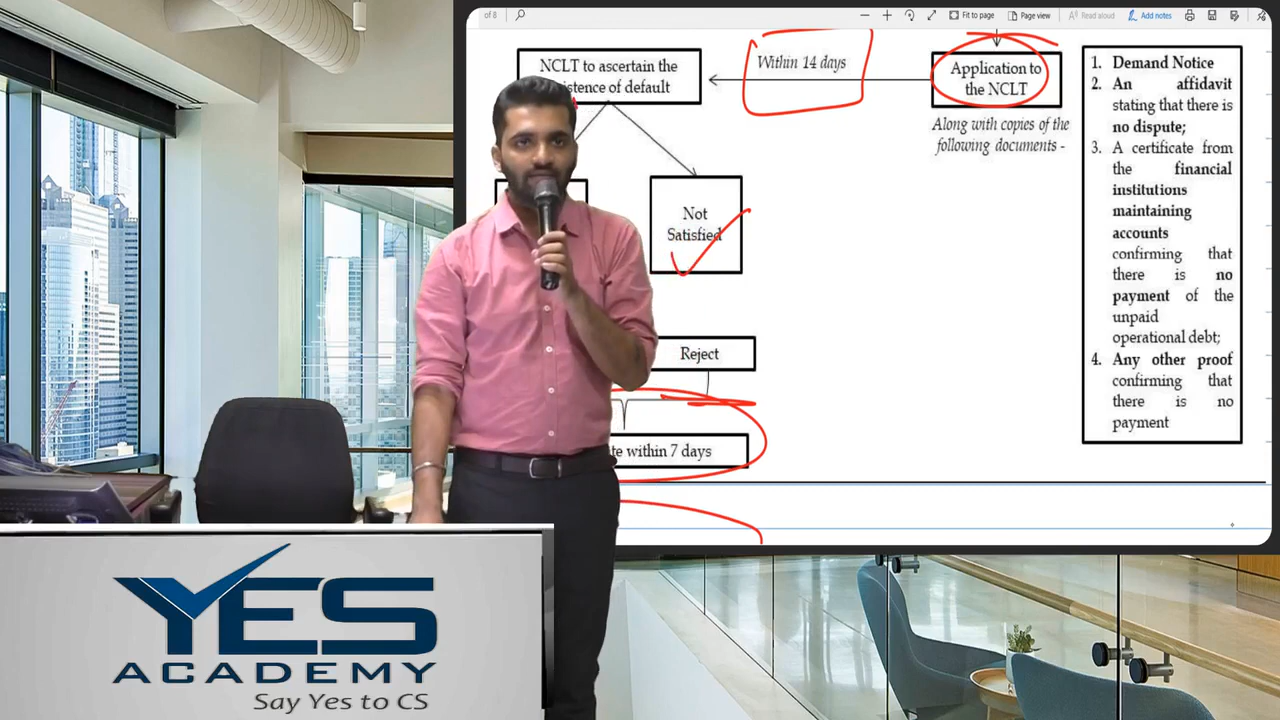 of 8
Fit to page
Page view
Read aloud
Add notes
NCLT to ascertain the
of default
Within 14 days
Application to
the NCLT
Along with copies of the
following documents -
Not
Satisfied
Reject
within 7 days
1. Demand Notice
2. An affidavit
stating that there is
no dispute;
3. A certificate from
the financial
institutions
maintaining
accounts
confirming that
there is no
payment of the
unpaid
operational debt;
4. Any other proof
confirming that
there is no
payment
YES
ACADEMY
Say Yes to CS